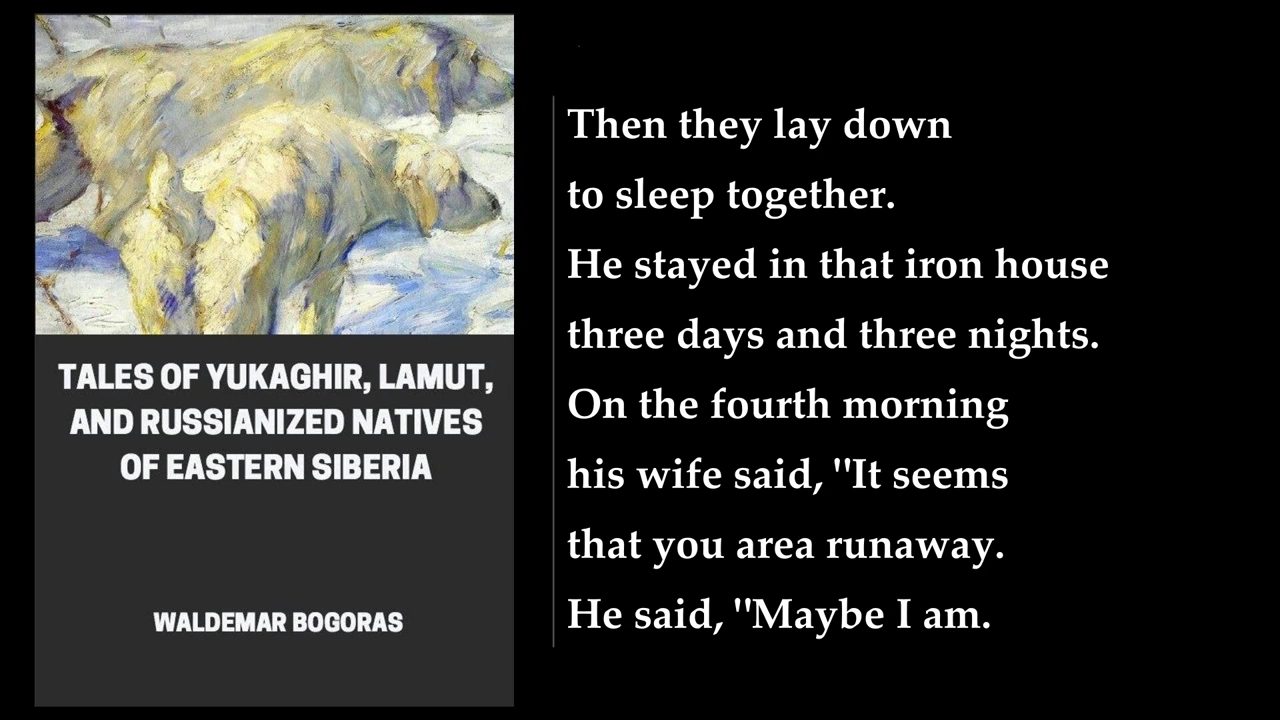 TALES OF YUKAGHIR, LAMUT,
AND RUSSIANIZED NATIVES
OF EASTERN SIBERIA
WALDEMAR BOGORAS
Then they lay down
to sleep together.
He stayed in that iron house
three days and three nights.
On the fourth morning
his wife said, "It seems
that you area runaway.
He said, "Maybe I am.